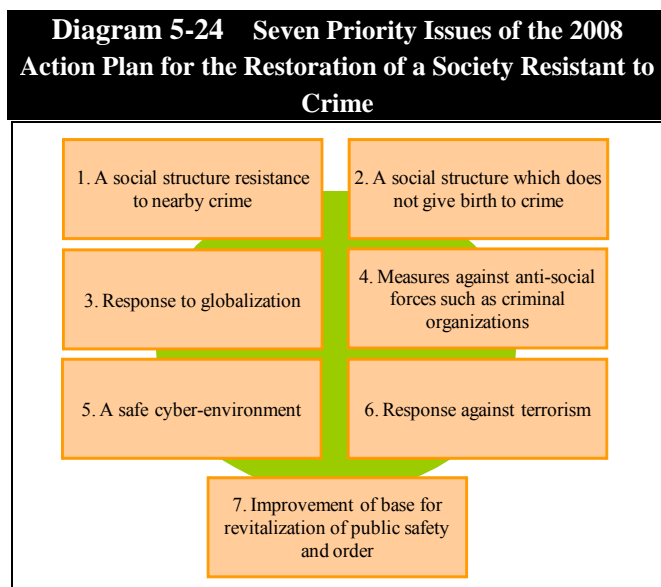 Diagram 5-24 Seven Priority Issues of the 2008
Action Plan for the Restoration of a Society Resistant to
Crime
1. A social structure resistance
to nearby crime
2. A social structure which does
not give birth to crime
3. Response to globalization
4. Measures against anti-social
forces such as criminal
organizations
5. A safe cyber-environment
6. Response against terrorism
7. Improvement of base for
revitalization of public safety
and order